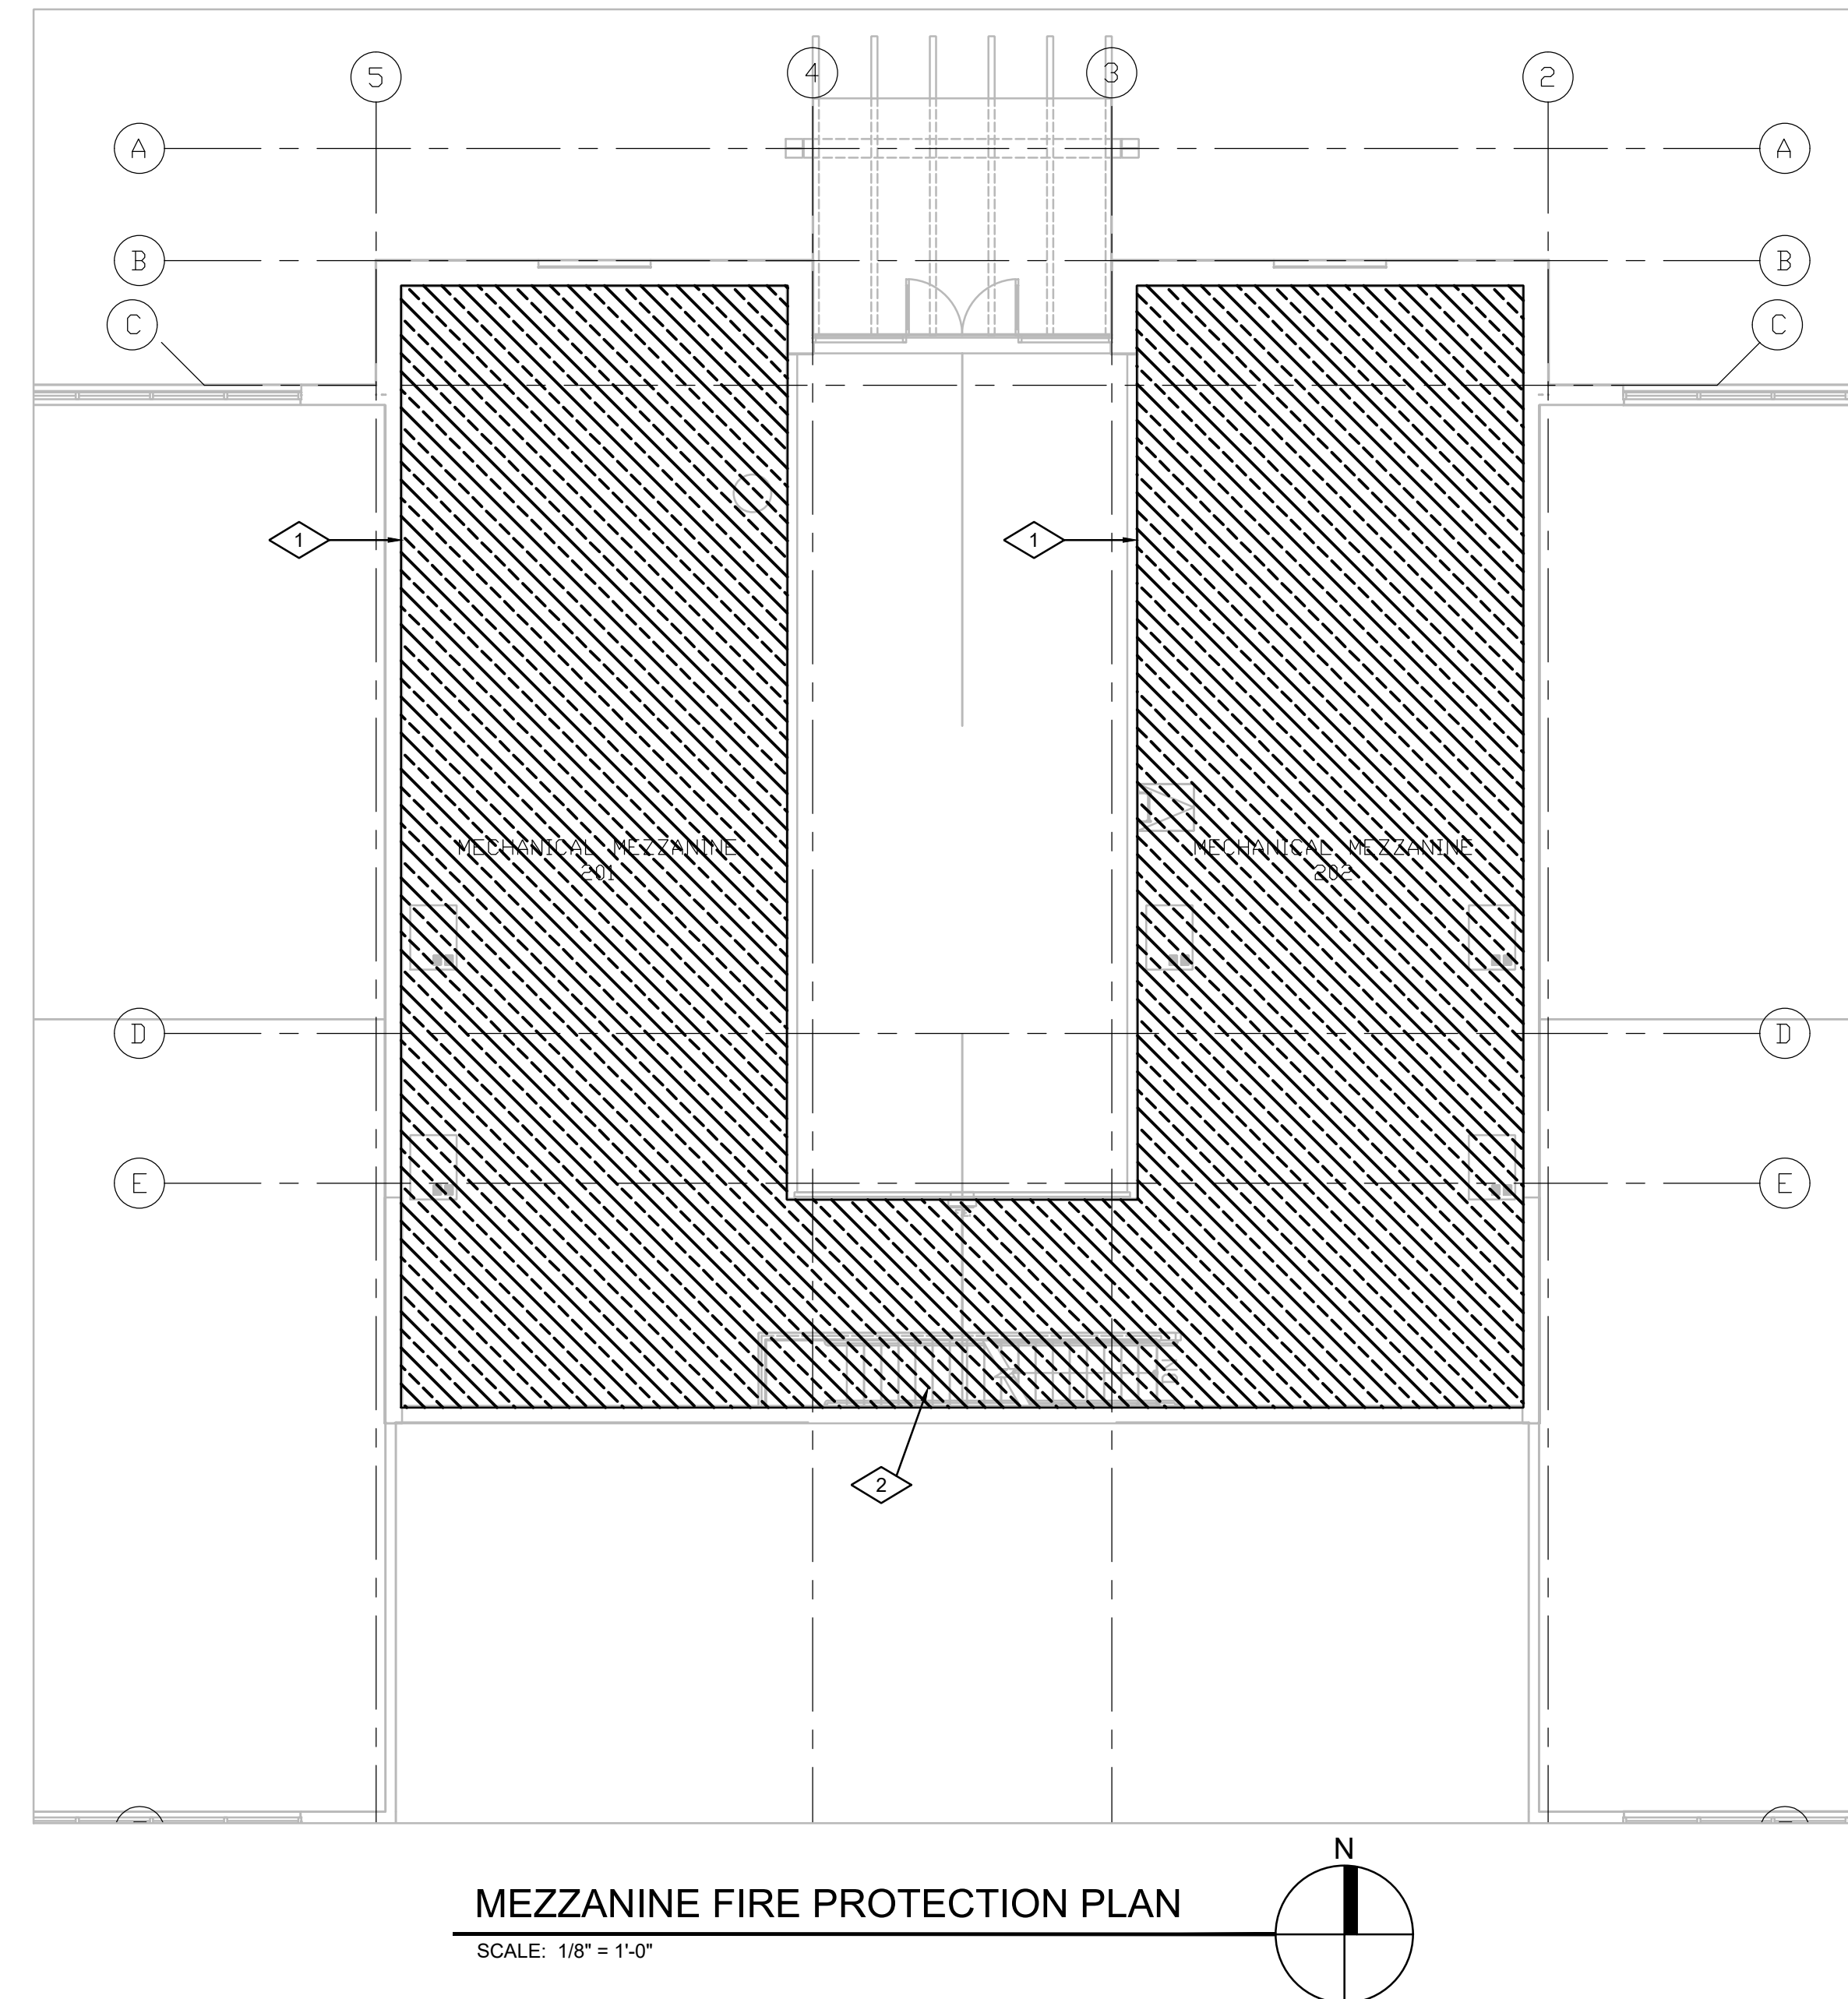 5 4 3 2
A A
B B
C C
1 1
MECHANICAL MEZZANINE MECHANICAL MEZZANINE
201 202
D D
E E
DN
2
N
MEZZANINE FIRE PROTECTION PLAN
SCALE: 1/8" = 1'-0"